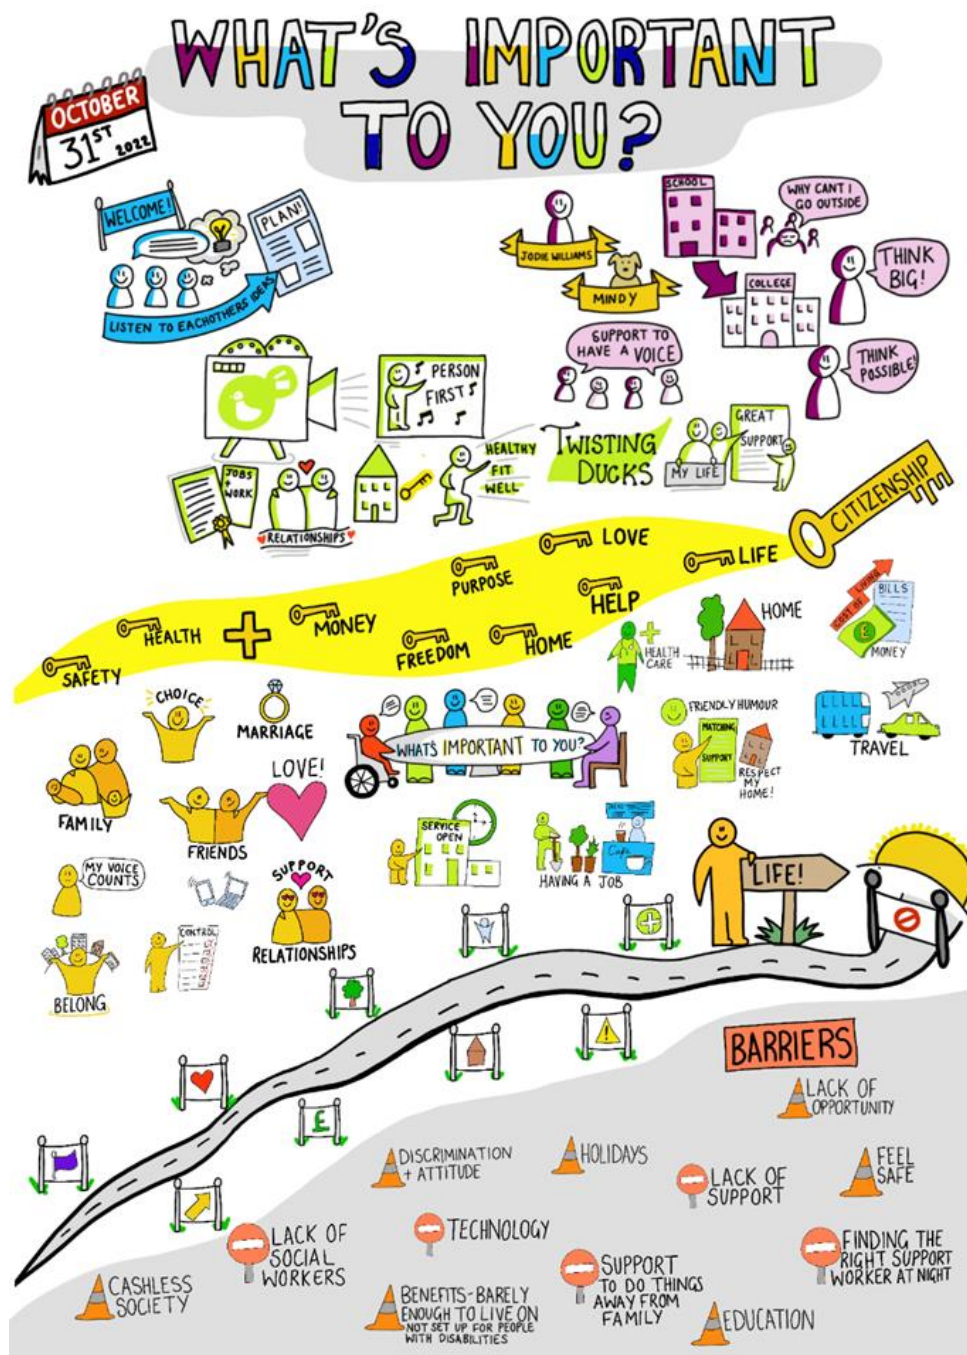 WHAT'S IMPORTANT
TO YOU?
OCTOBER
31ST 2022
WELCOME!
PLAN!
LISTEN TO EACHOTHERS IDEAS
JODIE WILLIAMS
MINDY
SCHOOL
WHY CANT I
GO OUTSIDE
COLLEGE
THINK
BIG!
THINK
POSSIBLE!
SUPPORT TO
HAVE A VOICE
PERSON
FIRST
JOBS
+
WORK
RELATIONSHIPS
HEALTHY
FIT
WELL
TWISTING
DUCKS
MY LIFE
GREAT
SUPPORT
CITIZENSHIP
LOVE
LIFE
PURPOSE
HELP
MONEY
HEALTH
FREEDOM
HOME
SAFETY
HEALTH
CARE
HOME
COST OF LIVING
BILLS
£
MONEY
CHOICE
MARRIAGE
FAMILY
FRIENDS
LOVE!
WHAT'S IMPORTANT TO YOU?
FRIENDLY HUMOUR
MATCHING
SUPPORT
RESPECT
MY
HOME!
TRAVEL
MY VOICE
COUNTS
SUPPORT
RELATIONSHIPS
SERVICE
OPEN
Cafe
HAVING A JOB
LIFE!
BELONG
CONTROL
£
BARRIERS
LACK OF
OPPORTUNITY
DISCRIMINATION
+ ATTITUDE
HOLIDAYS
LACK OF
SUPPORT
FEEL
SAFE
LACK OF
SOCIAL
WORKERS
TECHNOLOGY
SUPPORT
TO DO THINGS
AWAY FROM
FAMILY
FINDING THE
RIGHT SUPPORT
WORKER AT NIGHT
CASHLESS
SOCIETY
BENEFITS-BARELY
ENOUGH TO LIVE ON
NOT SET UP FOR PEOPLE
WITH DISABILITIES
EDUCATION